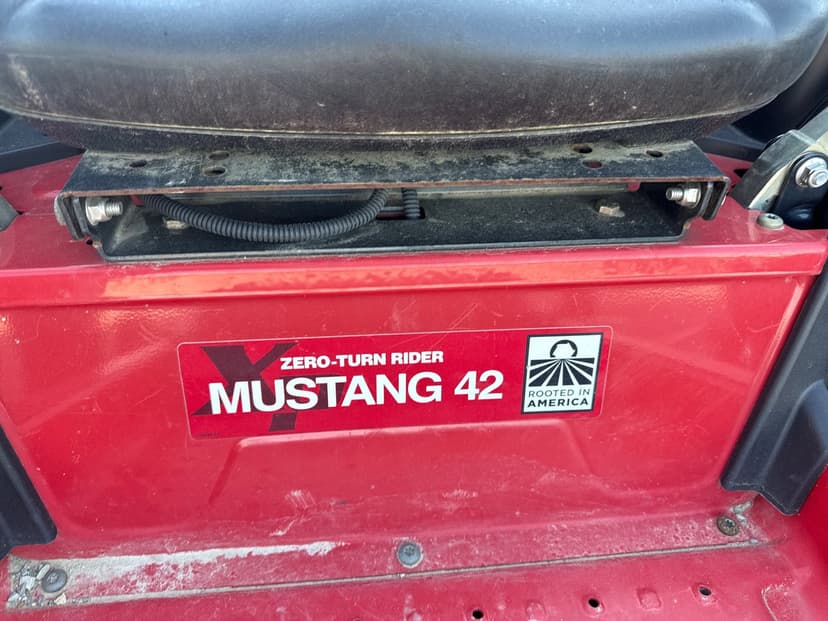 ZERO-TURN RIDER
MUSTANG 42
ROOTED IN
AMERICA